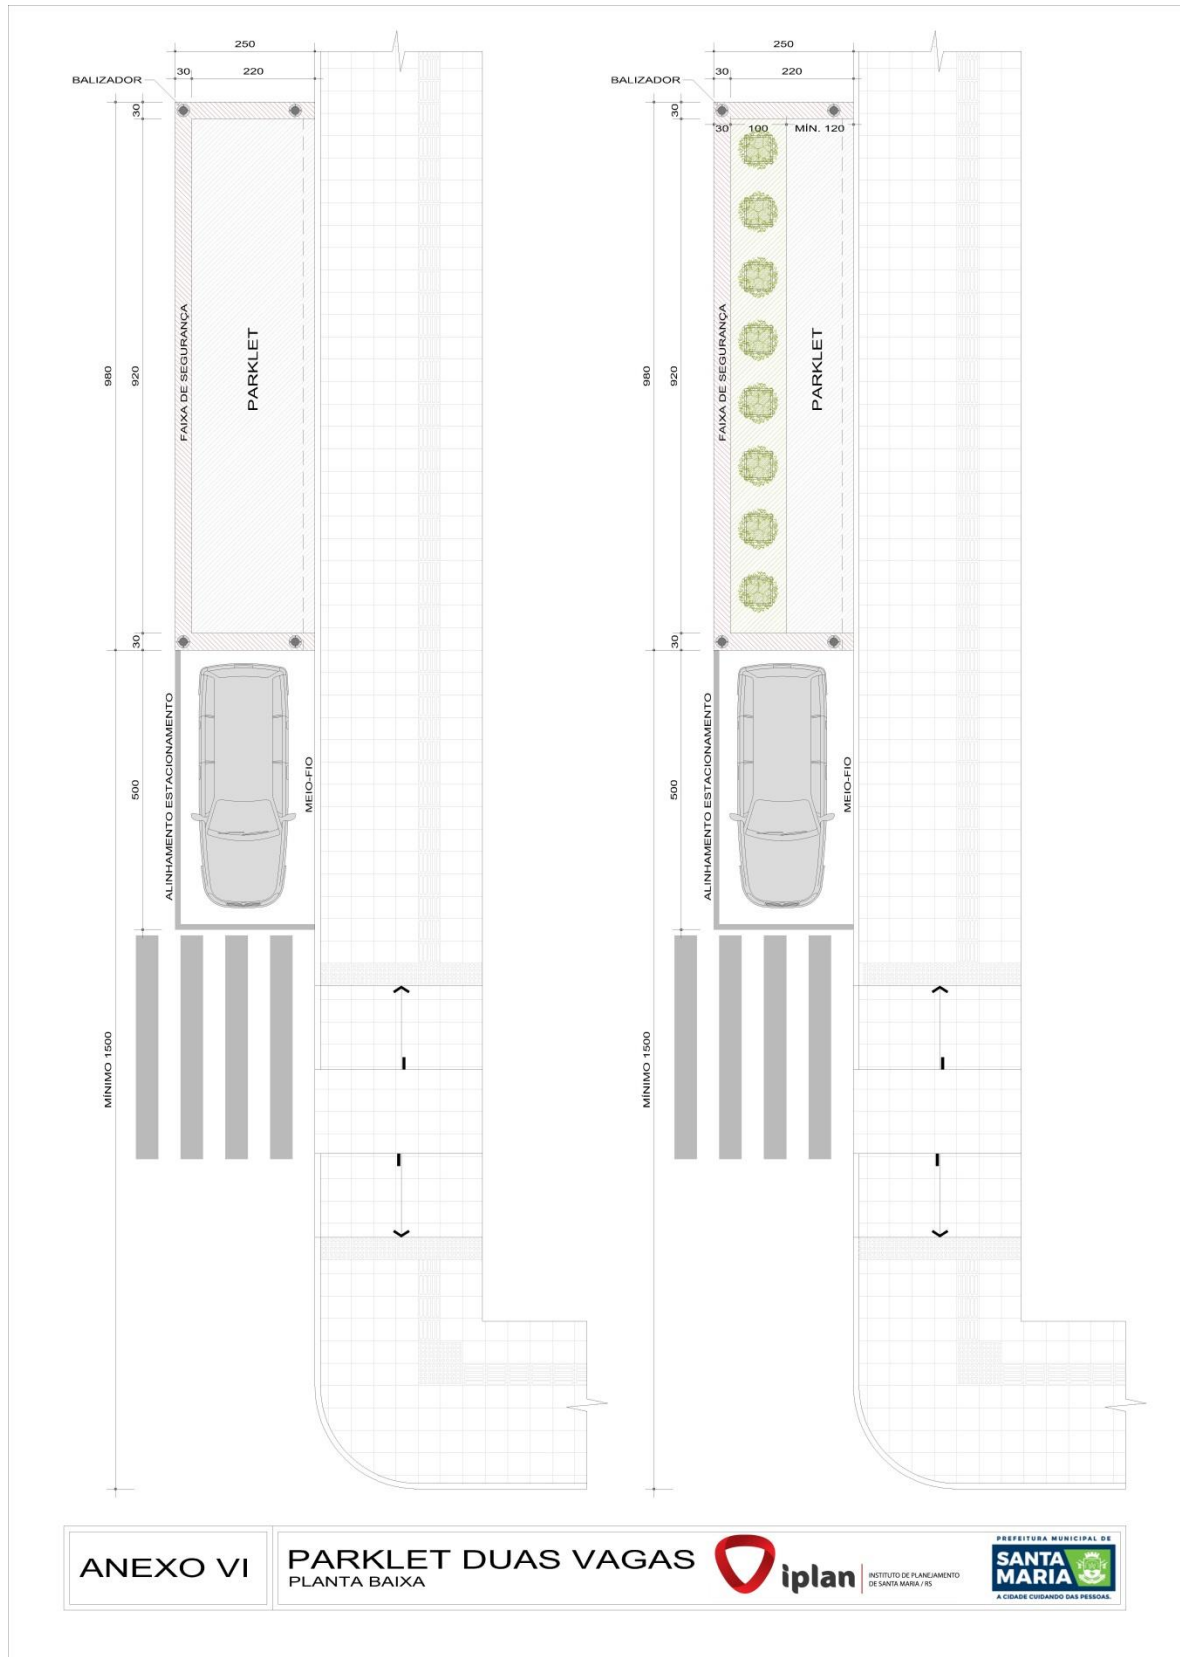 250
30
220
BALIZADOR
30
FAIXA DE SEGURANÇA
PARKLET
980
920
30
ALINHAMENTO ESTACIONAMENTO
MEIO-FIO
500
MÍNIMO 1500
250
30
220
BALIZADOR
30
30
100
MÍN. 120
FAIXA DE SEGURANÇA
PARKLET
980
920
30
ALINHAMENTO ESTACIONAMENTO
MEIO-FIO
500
MÍNIMO 1500
ANEXO VI
PARKLET DUAS VAGAS
PLANTA BAIXA
iplan
INSTITUTO DE PLANEJAMENTO
DE SANTA MARIA / RS
PREFEITURA MUNICIPAL DE
SANTA
MARIA
A CIDADE CUIDANDO DAS PESSOAS.